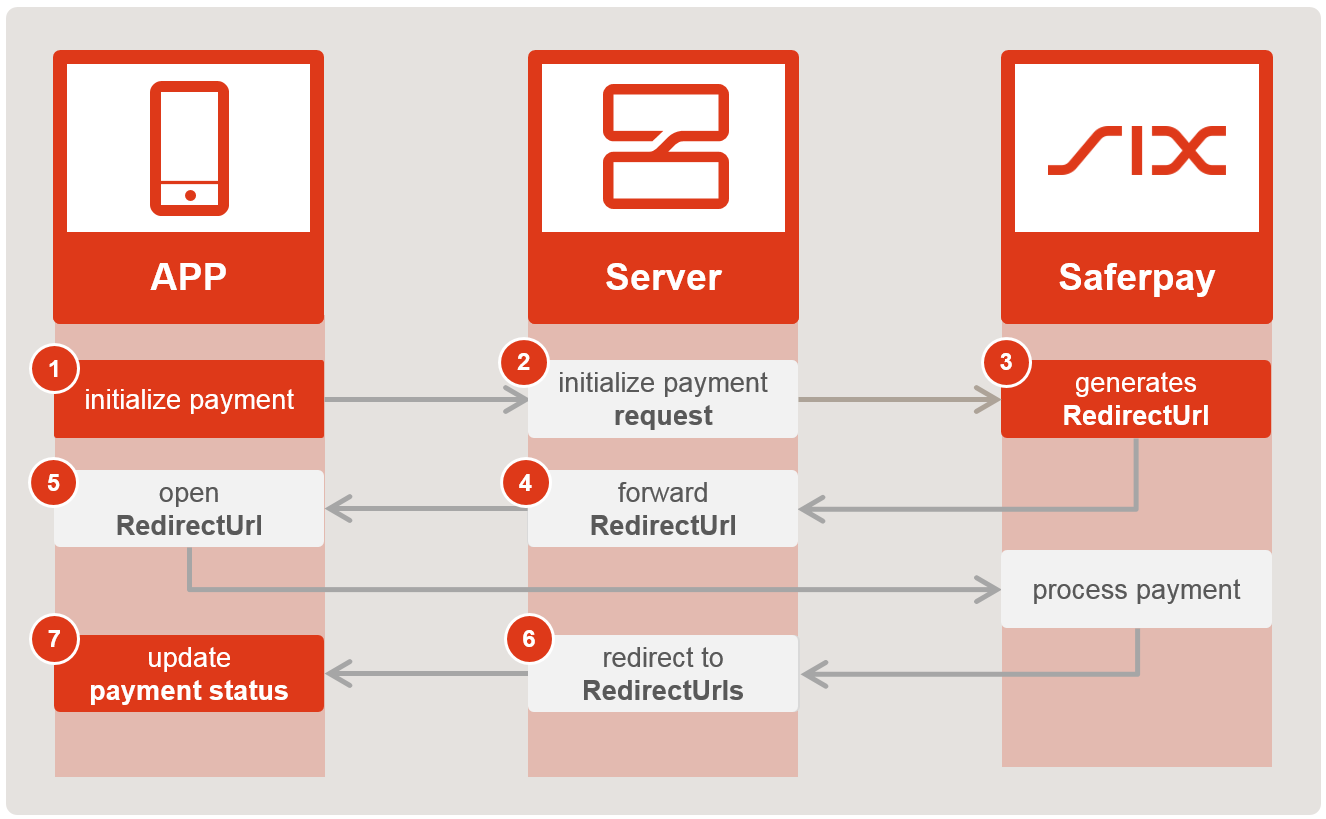 SIX
APP
Server
Saferpay
1
initialize payment
2
initialize payment
request
3
generates
RedirectUrl
5
open
RedirectUrl
4
forward
RedirectUrl
process payment
7
update
payment status
6
redirect to
RedirectUrls